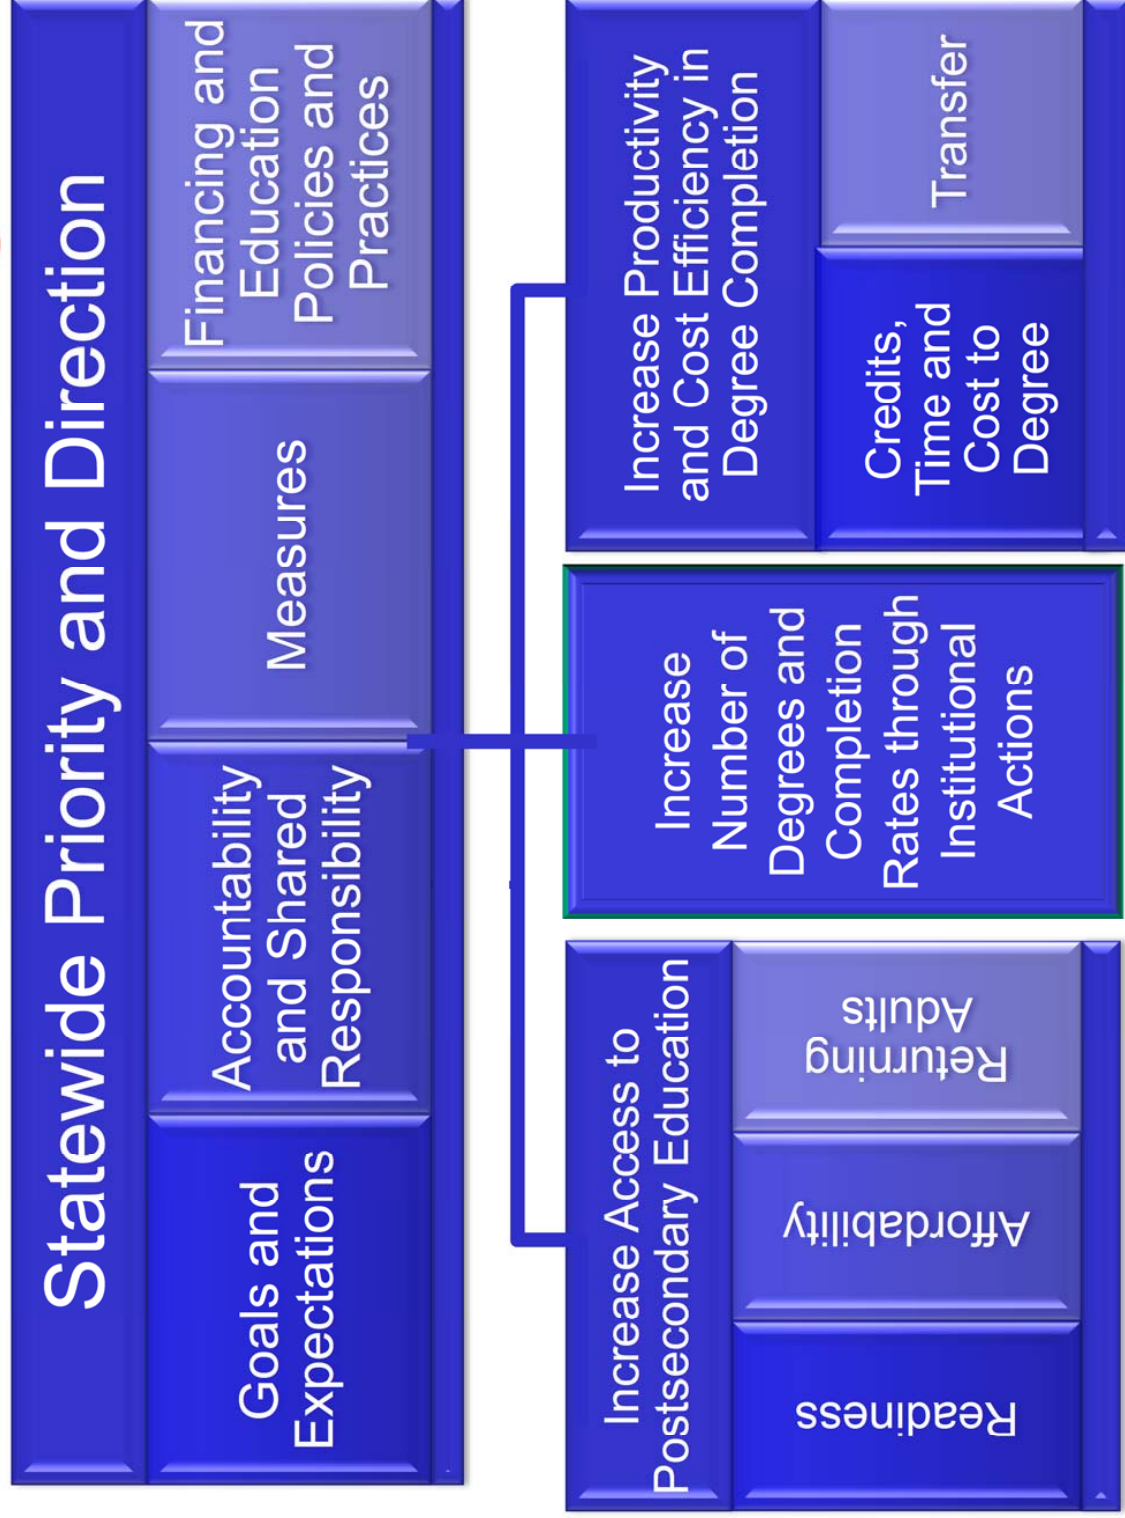 Statewide Priority and Direction
Goals and
Expectations
Accountability
and Shared
Responsibility
Measures
Financing and
Education
Policies and
Practices
Increase Access to
Postsecondary Education
Readiness
Affordability
Returning
Adults
Increase
Number of
Degrees and
Completion
Rates through
Institutional
Actions
Increase Productivity
and Cost Efficiency in
Degree Completion
Credits,
Time and
Cost to
Degree
Transfer